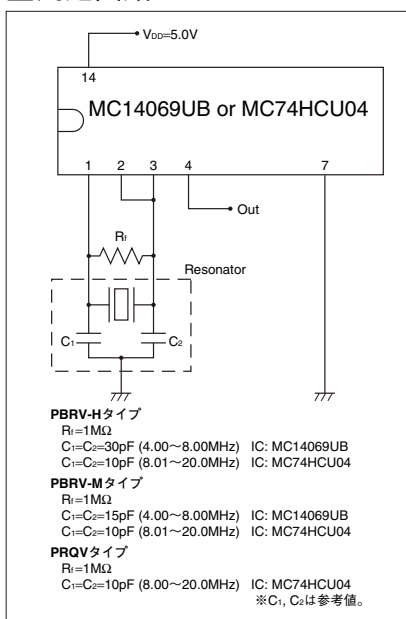 VDD=5.0V
14
MC14069UB or MC74HCU04
1 2 3 4 7
Out
Rf
Resonator
C1 C2
PBRV-Hタイプ
Rf=1MΩ
C1=C2=30pF (4.00〜8.00MHz) IC: MC14069UB
C1=C2=10pF (8.01〜20.0MHz) IC: MC74HCU04
PBRV-Mタイプ
Rf=1MΩ
C1=C2=15pF (4.00〜8.00MHz) IC: MC14069UB
C1=C2=10pF (8.01〜20.0MHz) IC: MC74HCU04
PRQVタイプ
Rf=1MΩ
C1=C2=10pF (8.00〜20.0MHz) IC: MC74HCU04
※C1, C2は参考値。